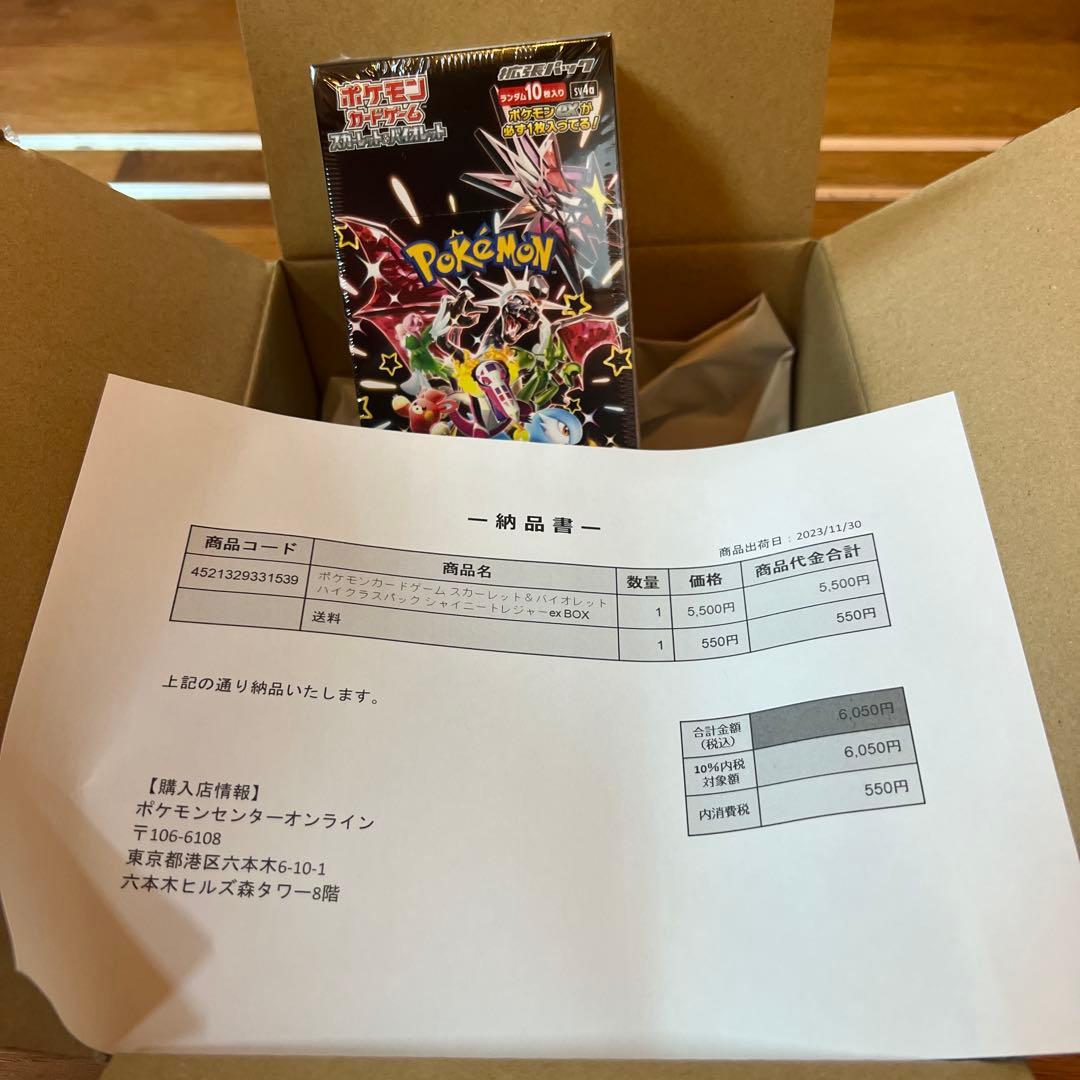 拡張パック
ポケモン
カードゲーム
スカーレット&バイオレット
ランダム10枚入り
sv4a
ポケモンexが
必ず1枚入ってる!
POKÉMON
ー納品書ー
商品出荷日：2023/11/30
商品コード 商品名 数量 価格 商品代金合計
4521329331539 ポケモンカードゲーム スカーレット＆バイオレット
ハイクラスパック シャイニートレジャーex BOX 1 5,500円 5,500円
送料 1 550円 550円
上記の通り納品いたします。
合計金額
(税込) 6,050円
10%内税
対象額 6,050円
内消費税 550円
【購入店情報】
ポケモンセンターオンライン
〒106-6108
東京都港区六本木6-10-1
六本木ヒルズ森タワー8階